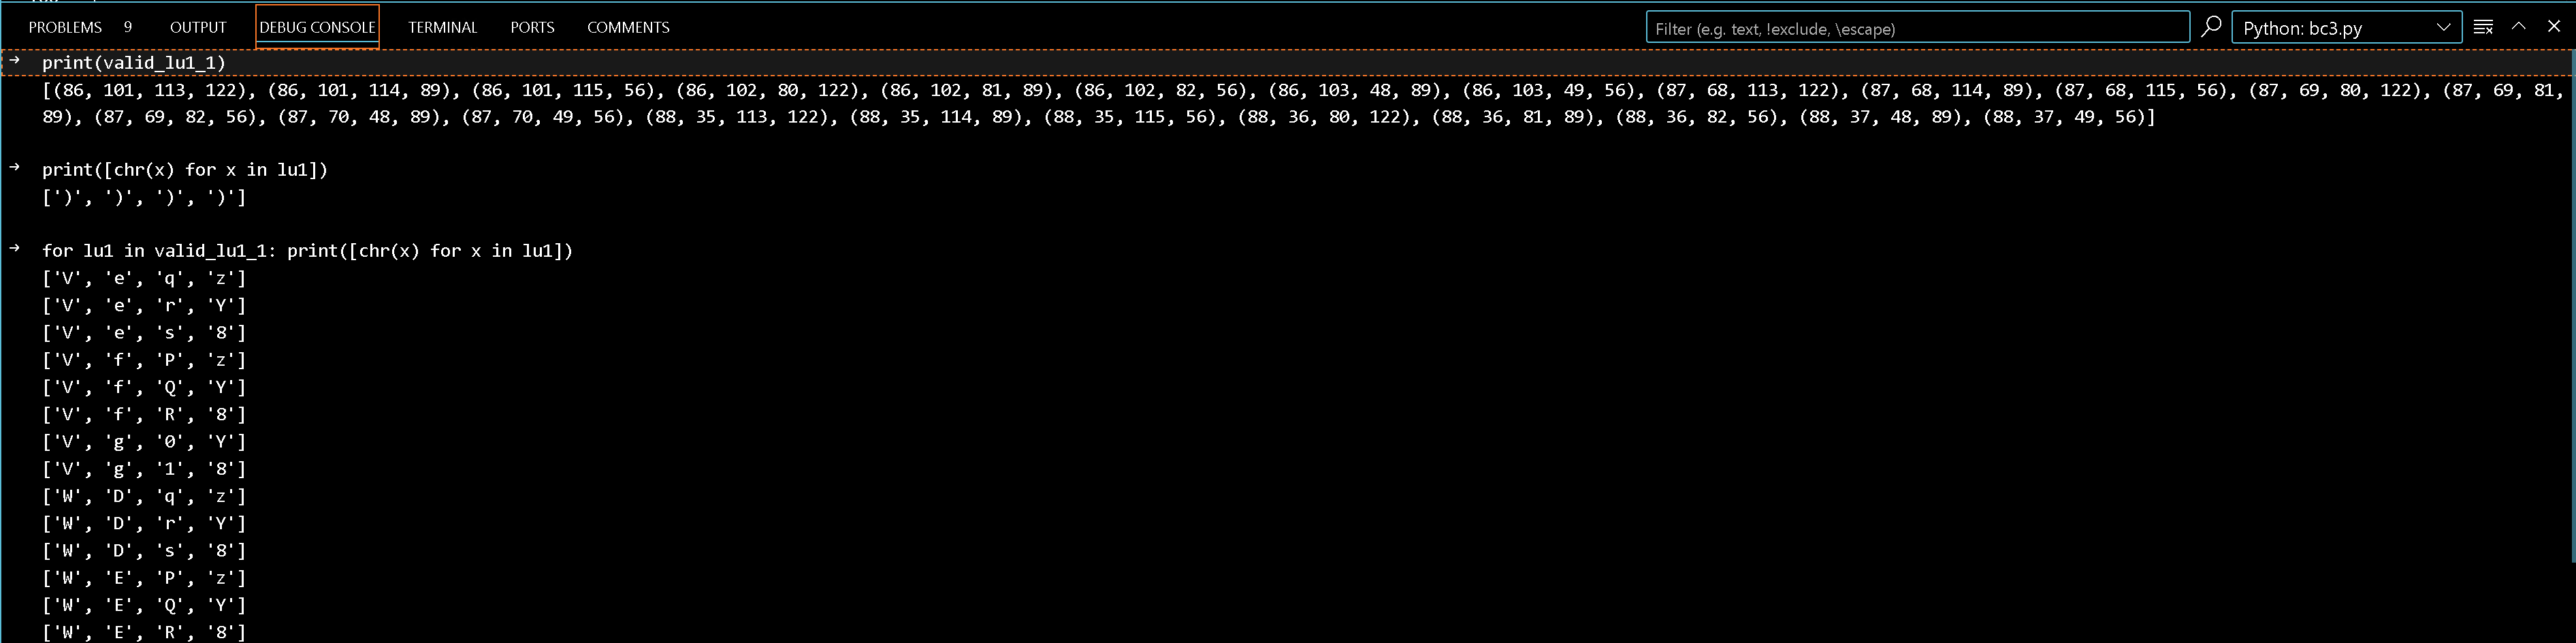 PROBLEMS 9 OUTPUT DEBUG CONSOLE TERMINAL PORTS COMMENTS Filter (e.g. text, !exclude, \escape) Python: bc3.py
print(valid_lu1_1)
[(86, 101, 113, 122), (86, 101, 114, 89), (86, 101, 115, 56), (86, 102, 80, 122), (86, 102, 81, 89), (86, 102, 82, 56), (86, 103, 48, 89), (86, 103, 49, 56), (87, 68, 113, 122), (87, 68, 114, 89), (87, 68, 115, 56), (87, 69, 80, 122), (87, 69, 81,
89), (87, 69, 82, 56), (87, 70, 48, 89), (87, 70, 49, 56), (88, 35, 113, 122), (88, 35, 114, 89), (88, 35, 115, 56), (88, 36, 80, 122), (88, 36, 81, 89), (88, 36, 82, 56), (88, 37, 48, 89), (88, 37, 49, 56)]
print([chr(x) for x in lu1])
[')', ')', ')', ')']
for lu1 in valid_lu1_1: print([chr(x) for x in lu1])
['V', 'e', 'q', 'z']
['V', 'e', 'r', 'Y']
['V', 'e', 's', '8']
['V', 'f', 'P', 'z']
['V', 'f', 'Q', 'Y']
['V', 'f', 'R', '8']
['V', 'g', '0', 'Y']
['V', 'g', '1', '8']
['W', 'D', 'q', 'z']
['W', 'D', 'r', 'Y']
['W', 'D', 's', '8']
['W', 'E', 'P', 'z']
['W', 'E', 'Q', 'Y']
['W', 'E', 'R', '8']